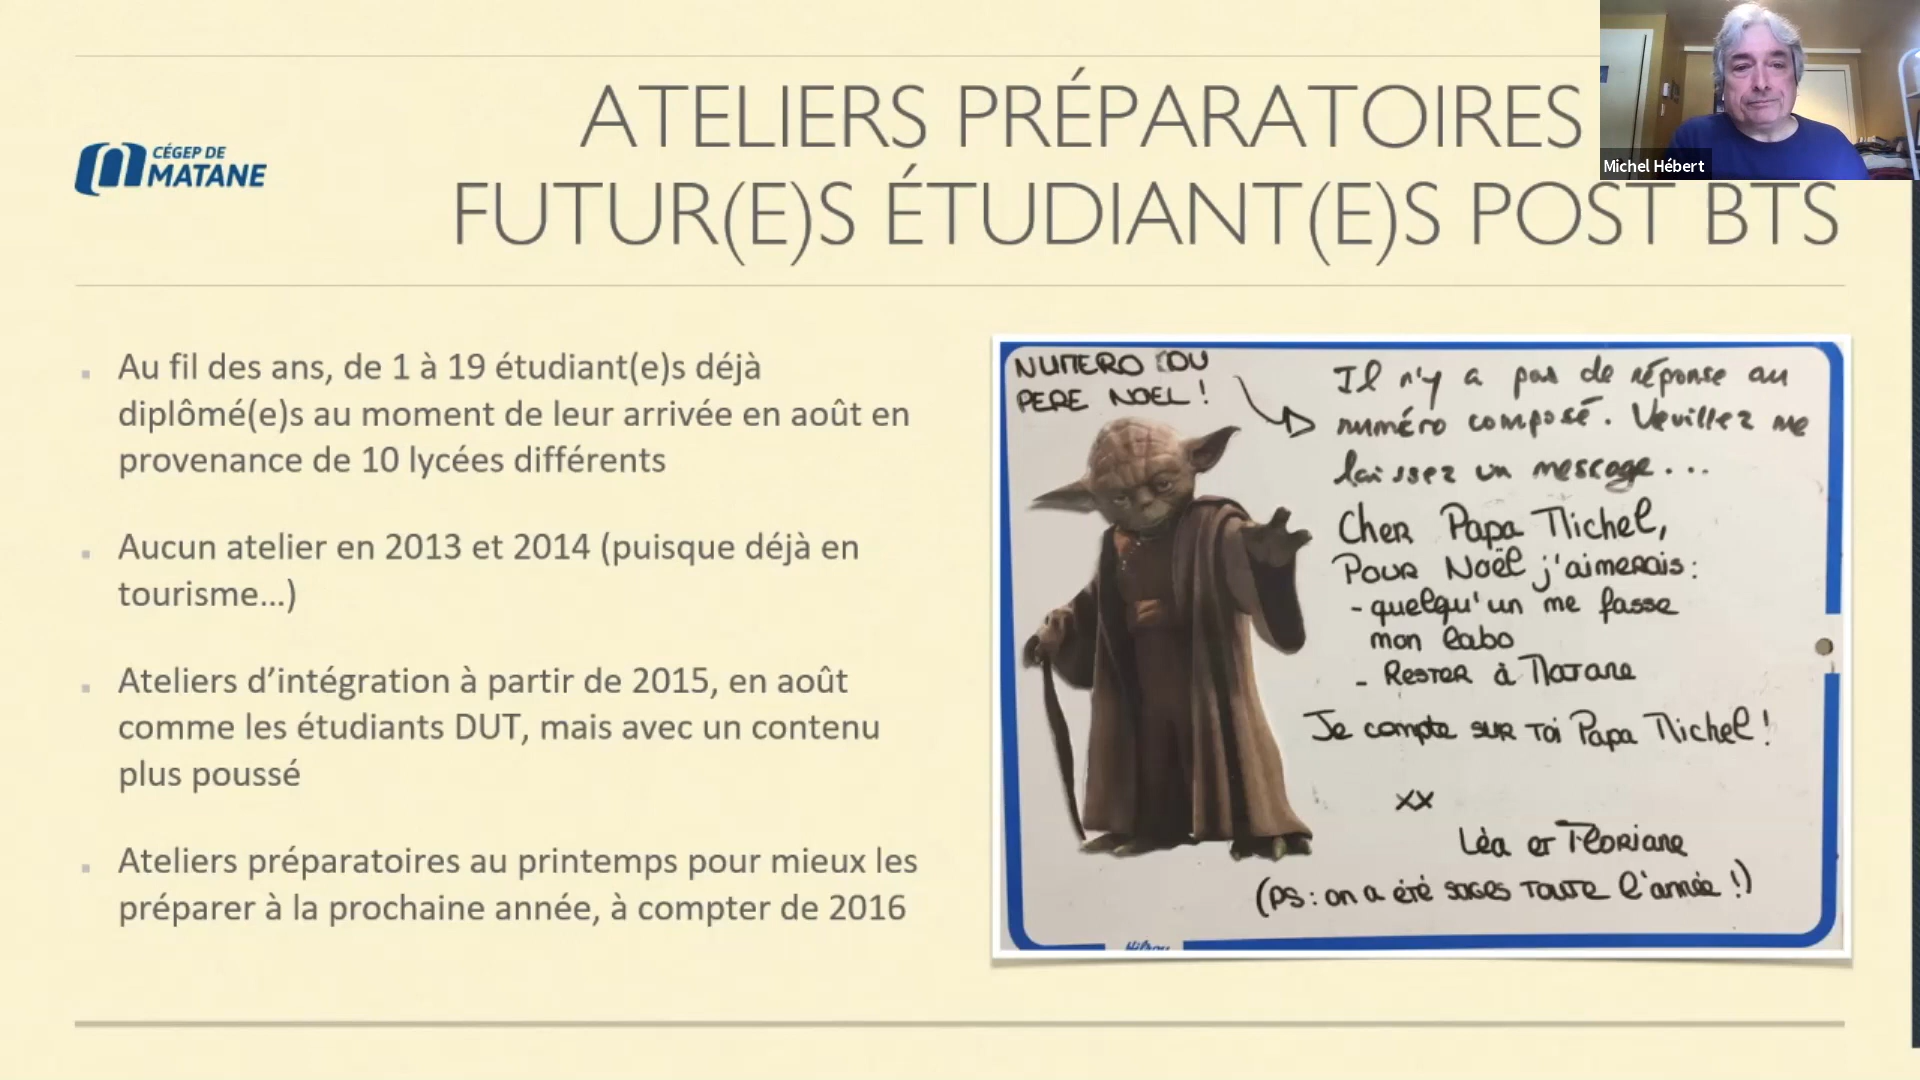 ATELIERS PRÉPARATOIRES
FUTUR(E)S ÉTUDIANT(E)S POST BTS
CÉGEP DE
MATANE
Michel Hébert
Au fil des ans, de 1 à 19 étudiant(e)s déjà
diplômé(e)s au moment de leur arrivée en août en
provenance de 10 lycées différents
Aucun atelier en 2013 et 2014 (puisque déjà en
tourisme…)
Ateliers d’intégration à partir de 2015, en août
comme les étudiants DUT, mais avec un contenu
plus poussé
Ateliers préparatoires au printemps pour mieux les
préparer à la prochaine année, à compter de 2016
NUMERO DU
PERE NOEL !
Il n'y a pas de réponse au
numéro composé. Veuillez me
laissez un message...
Cher Papa Michel,
Pour Noël j'aimerais :
- quelqu'un me fasse
mon labo
- Rester à Matane
Je compte sur toi Papa Michel !
xx
Léa et Floriane
(PS : on a été sages toute l'année !)
Hilroy